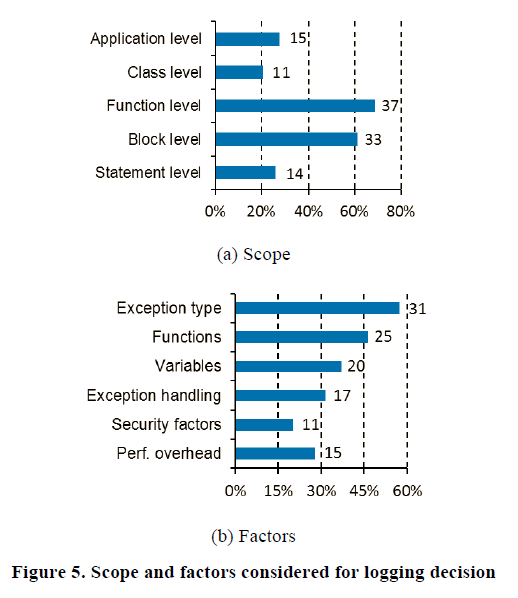 Application level 15
Class level 11
Function level 37
Block level 33
Statement level 14
0% 20% 40% 60% 80%
(a) Scope
Exception type 31
Functions 25
Variables 20
Exception handling 17
Security factors 11
Perf. overhead 15
0% 15% 30% 45% 60%
(b) Factors
Figure 5. Scope and factors considered for logging decision